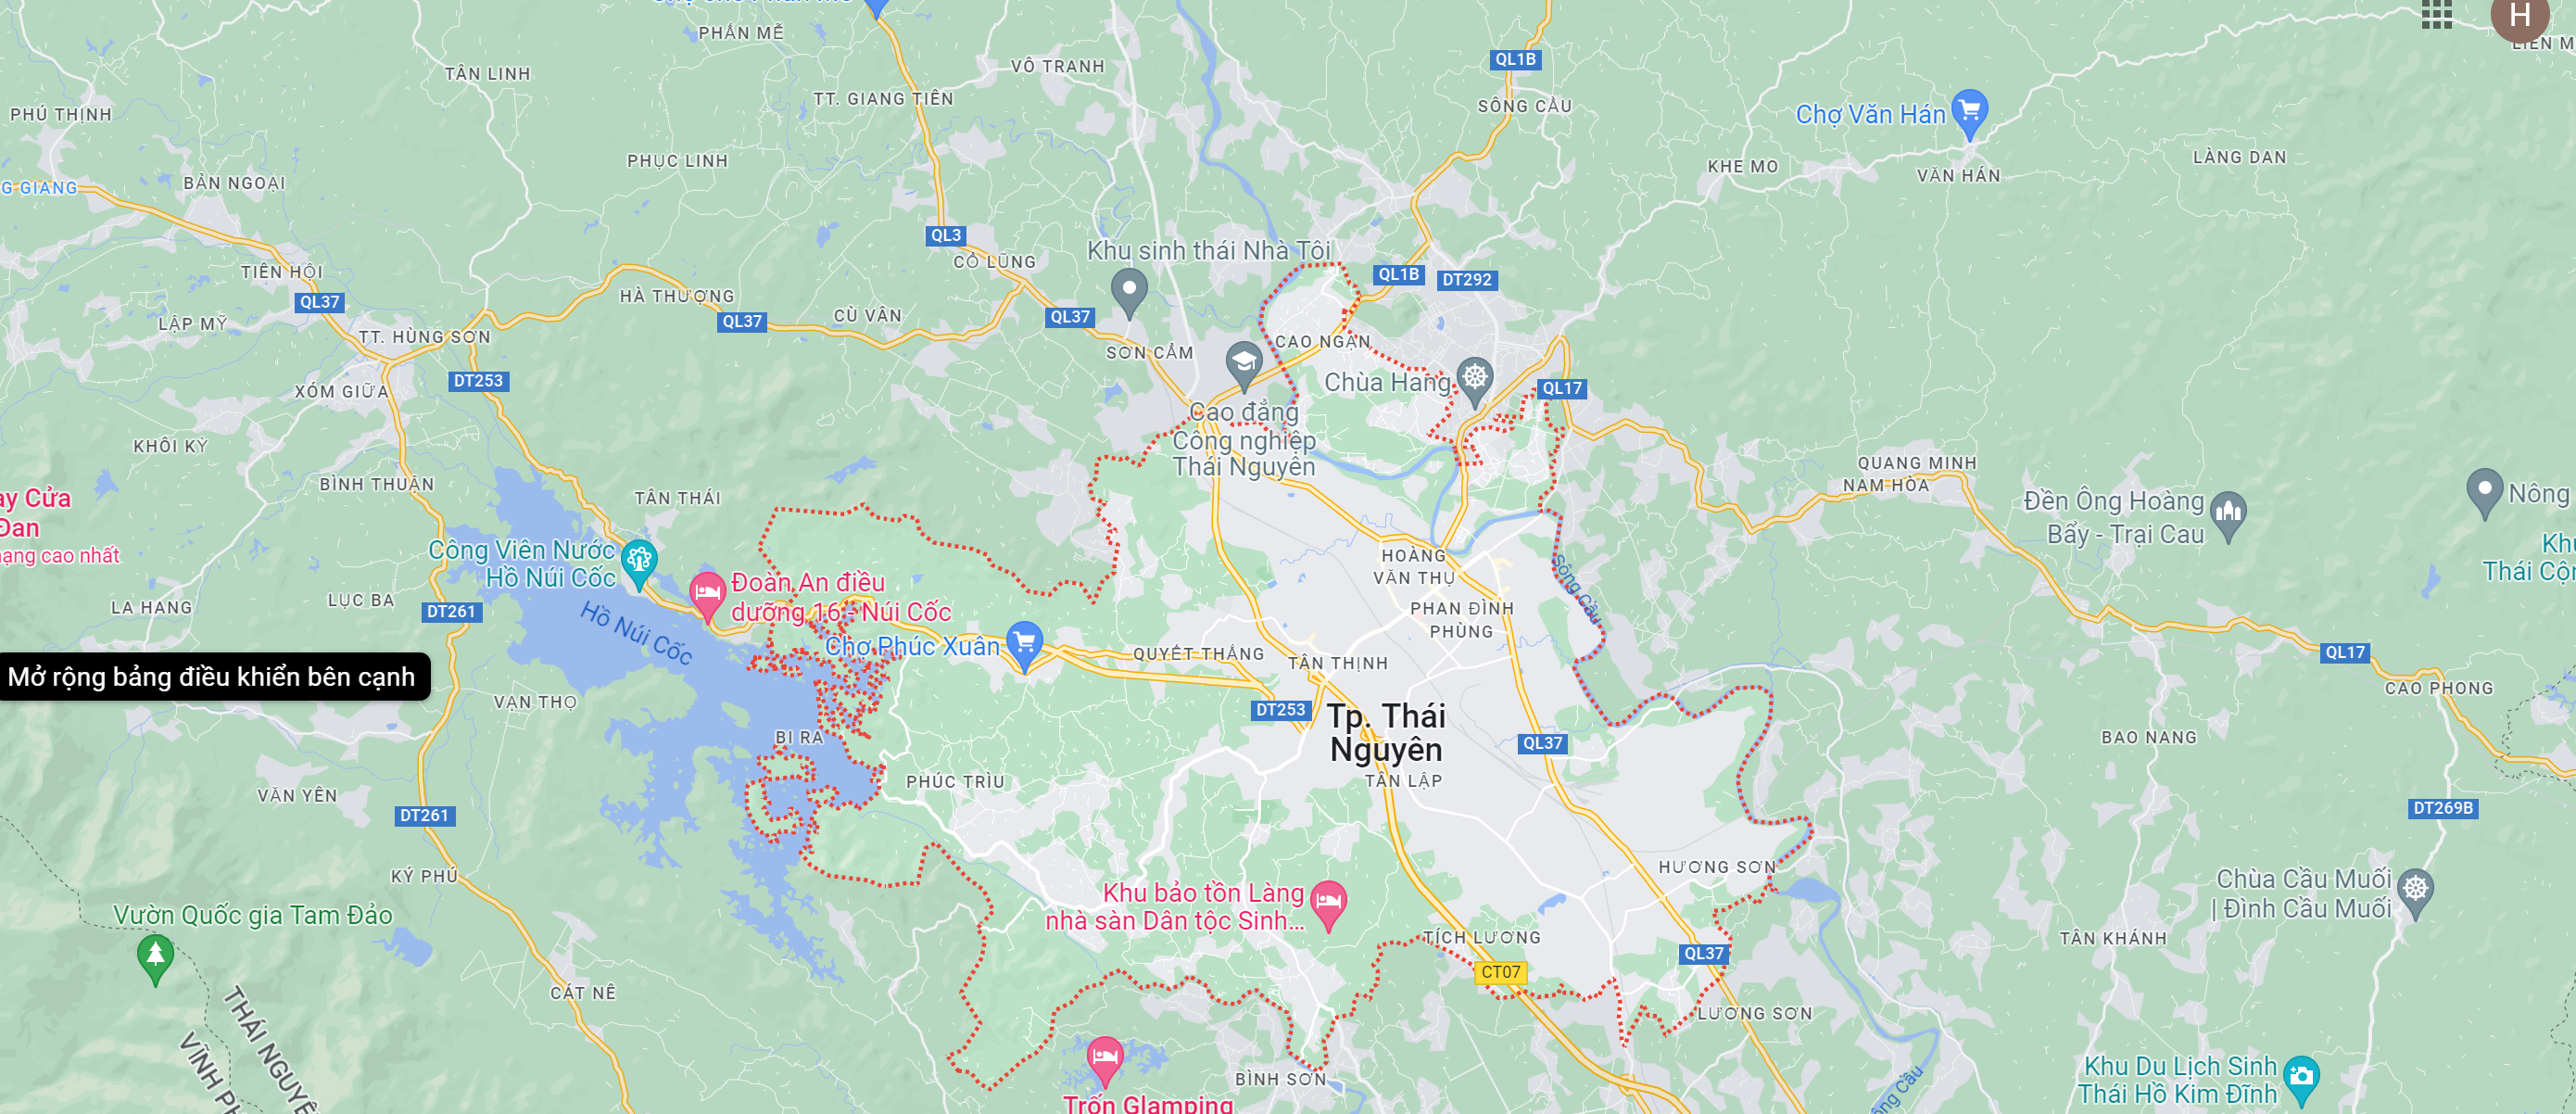 PHẤN MỄ
H
TÂN LINH
VÔ TRANH
QL1B
PHÚ THỊNH
TT. GIANG TIÊN
SÔNG CẦU
Chợ Văn Hán
PHỤC LINH
KHE MO
VĂN HÁN
LÀNG DAN
G GIANG
BẢN NGOẠI
QL3
CỔ LŨNG
Khu sinh thái Nhà Tôi
QL1B
DT292
TIÊN HỘI
QL37
HÀ THƯỢNG
QL37
CÙ VÂN
QL37
LẬP MỸ
TT. HÙNG SƠN
SƠN CẨM
CAO NGẠN
XÓM GIỮA
DT253
Chùa Hang
QL17
Cao đẳng
Công nghiệp
Thái Nguyên
KHÔI KỲ
BÌNH THUẬN
TÂN THÁI
QUANG MINH
NAM HÒA
Đền Ông Hoàng
Bẩy - Trại Cau
Nông
ay Cửa
Đan
ạng cao nhất
Công Viên Nước
Hồ Núi Cốc
Đoàn An điều
dưỡng 16 - Núi Cốc
HOÀNG
VĂN THỤ
Sông Cầu
Khu
Thái Cộn
LA HANG
LỤC BA
DT261
Hồ Núi Cốc
PHAN ĐÌNH
PHÙNG
Chợ Phúc Xuân
QUYẾT THẮNG
TÂN THỊNH
QL17
Mở rộng bảng điều khiển bên cạnh
VẠN THỌ
DT253
Tp. Thái
Nguyên
CAO PHONG
BI RA
QL37
BAO NANG
PHÚC TRÌU
TÂN LẬP
VĂN YÊN
DT261
DT269B
KÝ PHÚ
HƯƠNG SƠN
Khu bảo tồn Làng
nhà sàn Dân tộc Sinh...
Chùa Cầu Muối
| Đình Cầu Muối
Vườn Quốc gia Tam Đảo
TÍCH LƯƠNG
TÂN KHÁNH
QL37
CT07
CÁT NÊ
LƯƠNG SƠN
THÁI NGUYÊ
VĨNH PH
BÌNH SƠN
Khu Du Lịch Sinh
Thái Hồ Kim Đĩnh
ông Cầu
Trốn Glamping